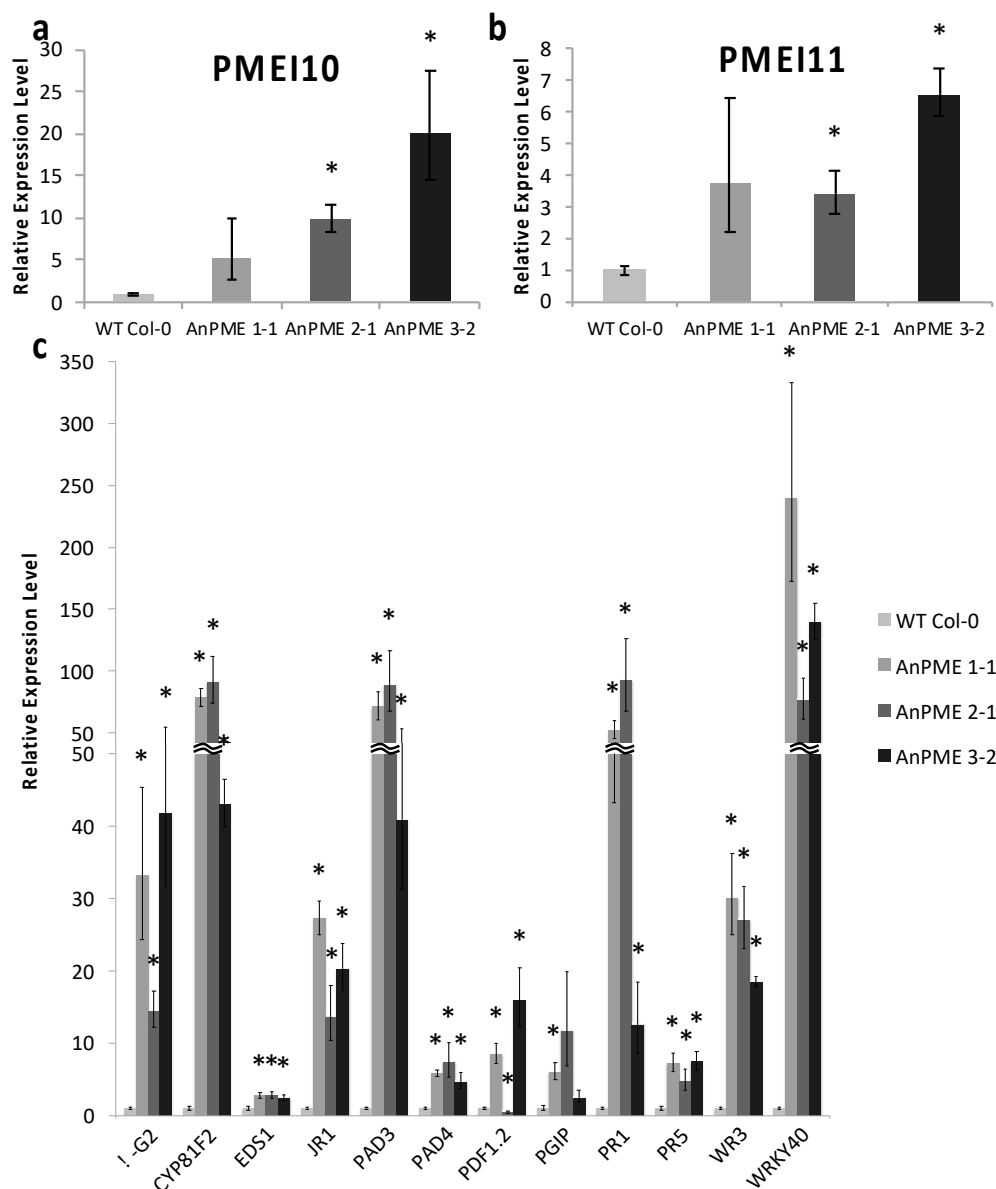 a
PMEI10
Relative Expression Level
30
25
20
15
10
5
0
*
*
WT Col-0
AnPME 1-1
AnPME 2-1
AnPME 3-2
b
PMEI11
Relative Expression Level
8
7
6
5
4
3
2
1
0
*
*
WT Col-0
AnPME 1-1
AnPME 2-1
AnPME 3-2
c
Relative Expression Level
350
300
250
200
150
100
50
50
40
30
20
10
0
* * *
* * *
***
* * *
* * *
* * *
* * *
*
* * *
* * *
* * *
* * *
! -G2
CYP81F2
EDS1
JR1
PAD3
PAD4
PDF1.2
PGIP
PR1
PR5
WR3
WRKY40
WT Col-0
AnPME 1-1
AnPME 2-1
AnPME 3-2